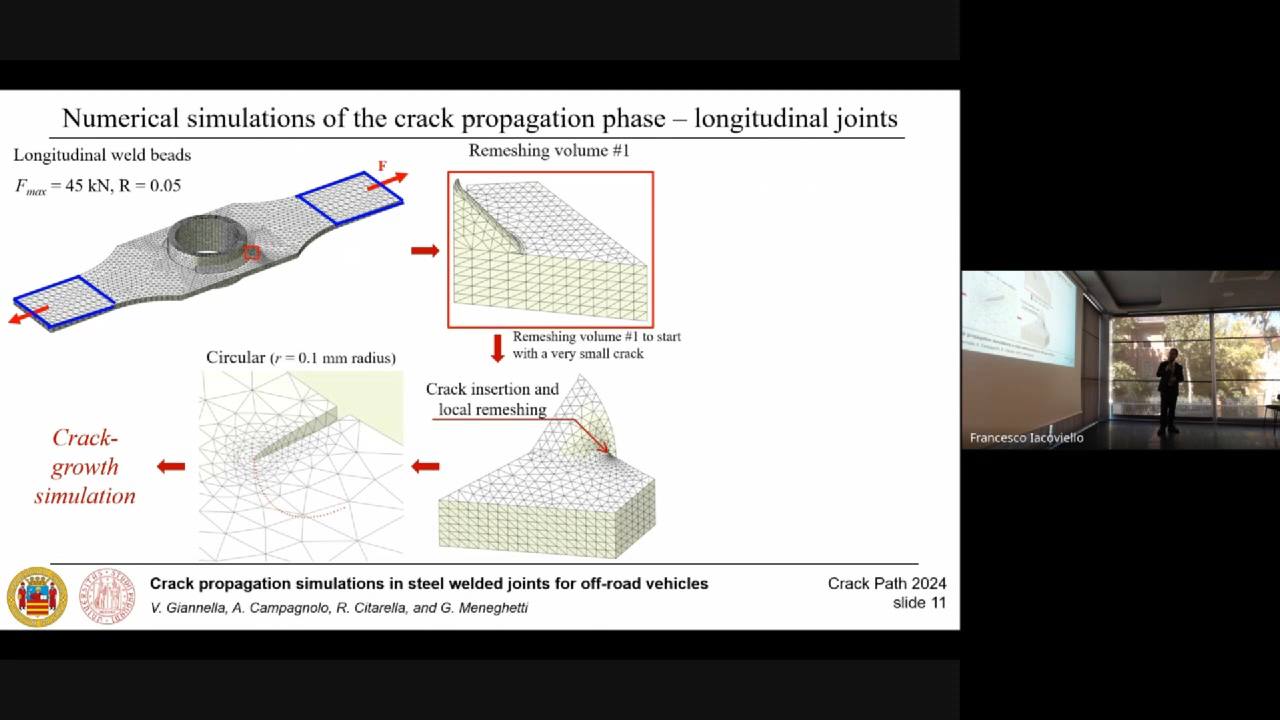 Numerical simulations of the crack propagation phase – longitudinal joints
Longitudinal weld beads
Fmax = 45 kN, R = 0.05
F
Remeshing volume #1
Remeshing volume #1 to start
with a very small crack
Crack insertion and
local remeshing
Circular (r = 0.1 mm radius)
Crack-
growth
simulation
Crack propagation simulations in steel welded joints for off-road vehicles
V. Giannella, A. Campagnolo, R. Citarella, and G. Meneghetti
Crack Path 2024
slide 11
Francesco Iacoviello